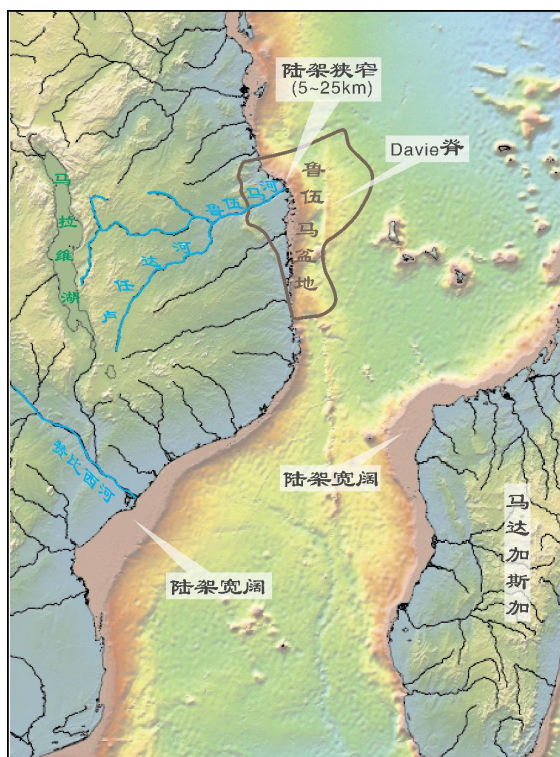 陆架狭窄
(5~25km)
Davie脊
鲁伍马盆地
鲁伍马河
马拉维湖
卢任达河
赞比西河
陆架宽阔
陆架宽阔
马达加斯加